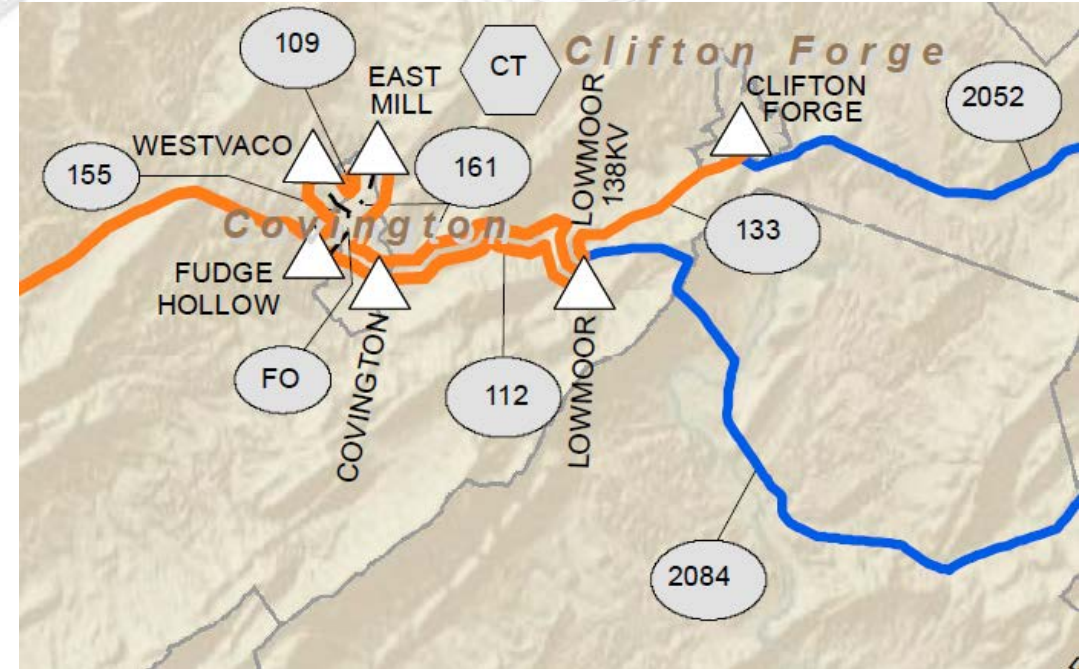 109
EAST
MILL
CT
Clifton Forge
CLIFTON
FORGE
2052
WESTVACO
155
161
LOWMOOR
138KV
Covington
133
FUDGE
HOLLOW
FO
COVINGTON
112
LOWMOOR
2084